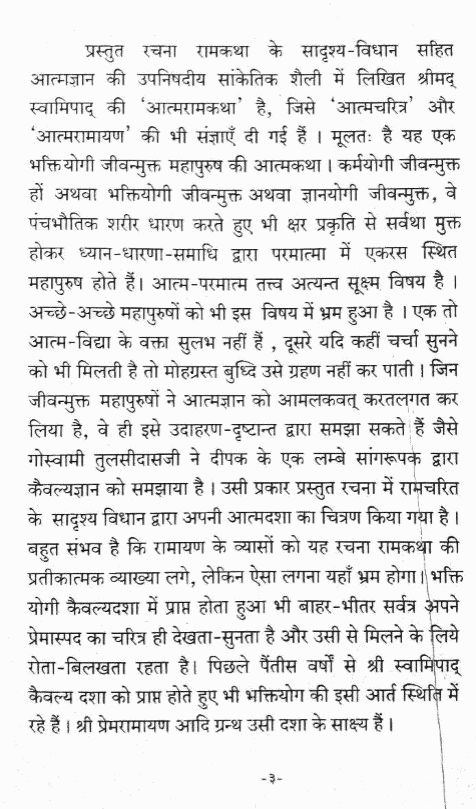 प्रस्तुत रचना रामकथा के सादृश्य-विधान सहित
आत्मज्ञान की उपनिषदीय सांकेतिक शैली में लिखित श्रीमद्
स्वामिपाद् की ‘आत्मरामकथा’ है, जिसे ‘आत्मचरित्र’ और
‘आत्मरामायण’ की भी संज्ञाएँ दी गई हैं । मूलतः है यह एक
भक्तियोगी जीवन्मुक्त महापुरुष की आत्मकथा । कर्मयोगी जीवन्मुक्त
हों अथवा भक्तियोगी जीवन्मुक्त अथवा ज्ञानयोगी जीवन्मुक्त, वे
पंचभौतिक शरीर धारण करते हुए भी क्षर प्रकृति से सर्वथा मुक्त
होकर ध्यान-धारणा-समाधि द्वारा परमात्मा में एकरस स्थित
महापुरुष होते हैं। आत्म-परमात्म तत्त्व अत्यन्त सूक्ष्म विषय है ।
अच्छे-अच्छे महापुरुषों को भी इस विषय में भ्रम हुआ है । एक तो
आत्म-विद्या के वक्ता सुलभ नहीं हैं , दूसरे यदि कहीं चर्चा सुनने
को भी मिलती है तो मोहग्रस्त बुध्दि उसे ग्रहण नहीं कर पाती । जिन
जीवन्मुक्त महापुरुषों ने आत्मज्ञान को आमलकवत् करतलगत कर
लिया है, वे ही इसे उदाहरण-दृष्टान्त द्वारा समझा सकते हैं जैसे
गोस्वामी तुलसीदासजी ने दीपक के एक लम्बे सांगरूपक द्वारा
कैवल्यज्ञान को समझाया है । उसी प्रकार प्रस्तुत रचना में रामचरित
के सादृश्य विधान द्वारा अपनी आत्मदशा का चित्रण किया गया है ।
बहुत संभव है कि रामायण के व्यासों को यह रचना रामकथा की
प्रतीकात्मक व्याख्या लगे, लेकिन ऐसा लगना यहाँ भ्रम होगा। भक्ति
योगी कैवल्यदशा में प्राप्त होता हुआ भी बाहर-भीतर सर्वत्र अपने
प्रेमास्पद का चरित्र ही देखता-सुनता है और उसी से मिलने के लिये
रोता-बिलखता रहता है। पिछले पैंतीस वर्षों से श्री स्वामिपाद्
कैवल्य दशा को प्राप्त होते हुए भी भक्तियोग की इसी आर्त स्थिति में
रहे हैं । श्री प्रेमरामायण आदि ग्रन्थ उसी दशा के साक्ष्य हैं ।
-३-